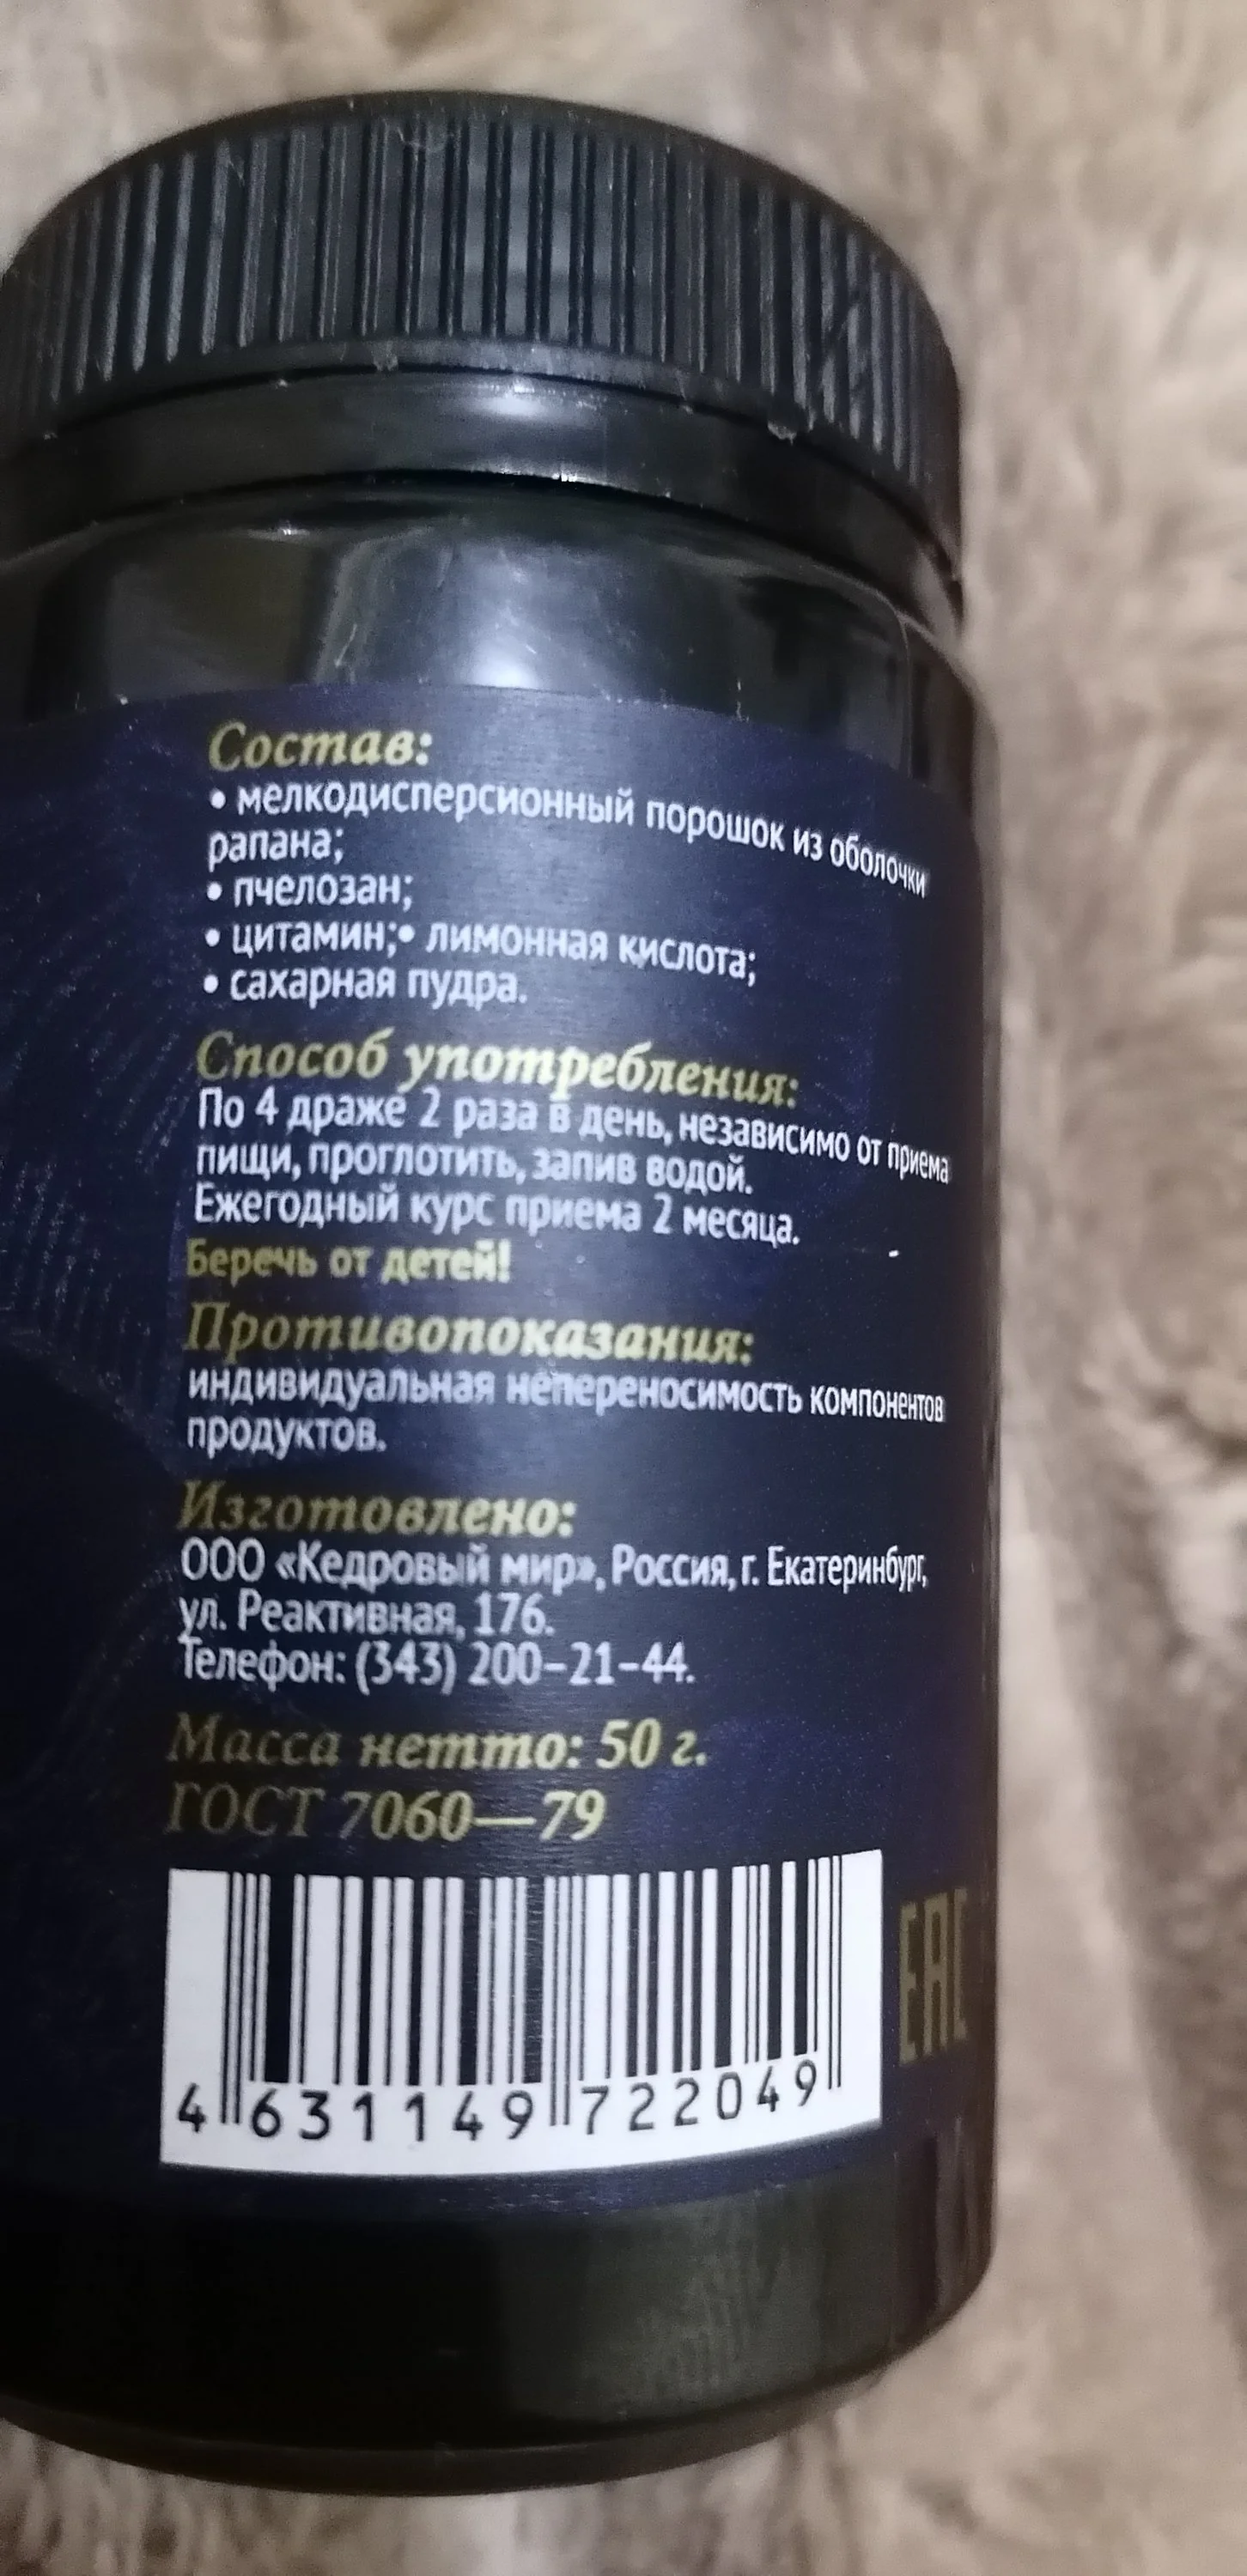 Состав:
• мелкодисперсионный порошок из оболочки
рапана;
• пчелозан;
• цитамин;• лимонная кислота;
• сахарная пудра.
Способ употребления:
По 4 драже 2 раза в день, независимо от приема
пищи, проглотить, запив водой.
Ежегодный курс приема 2 месяца.
Беречь от детей!
Противопоказания:
индивидуальная непереносимость компонентов
продуктов.
Изготовлено:
ООО «Кедровый мир», Россия, г. Екатеринбург,
ул. Реактивная, 176.
Телефон: (343) 200-21-44.
Масса нетто: 50 г.
ГОСТ 7060—79
EAC
4 631149 722049